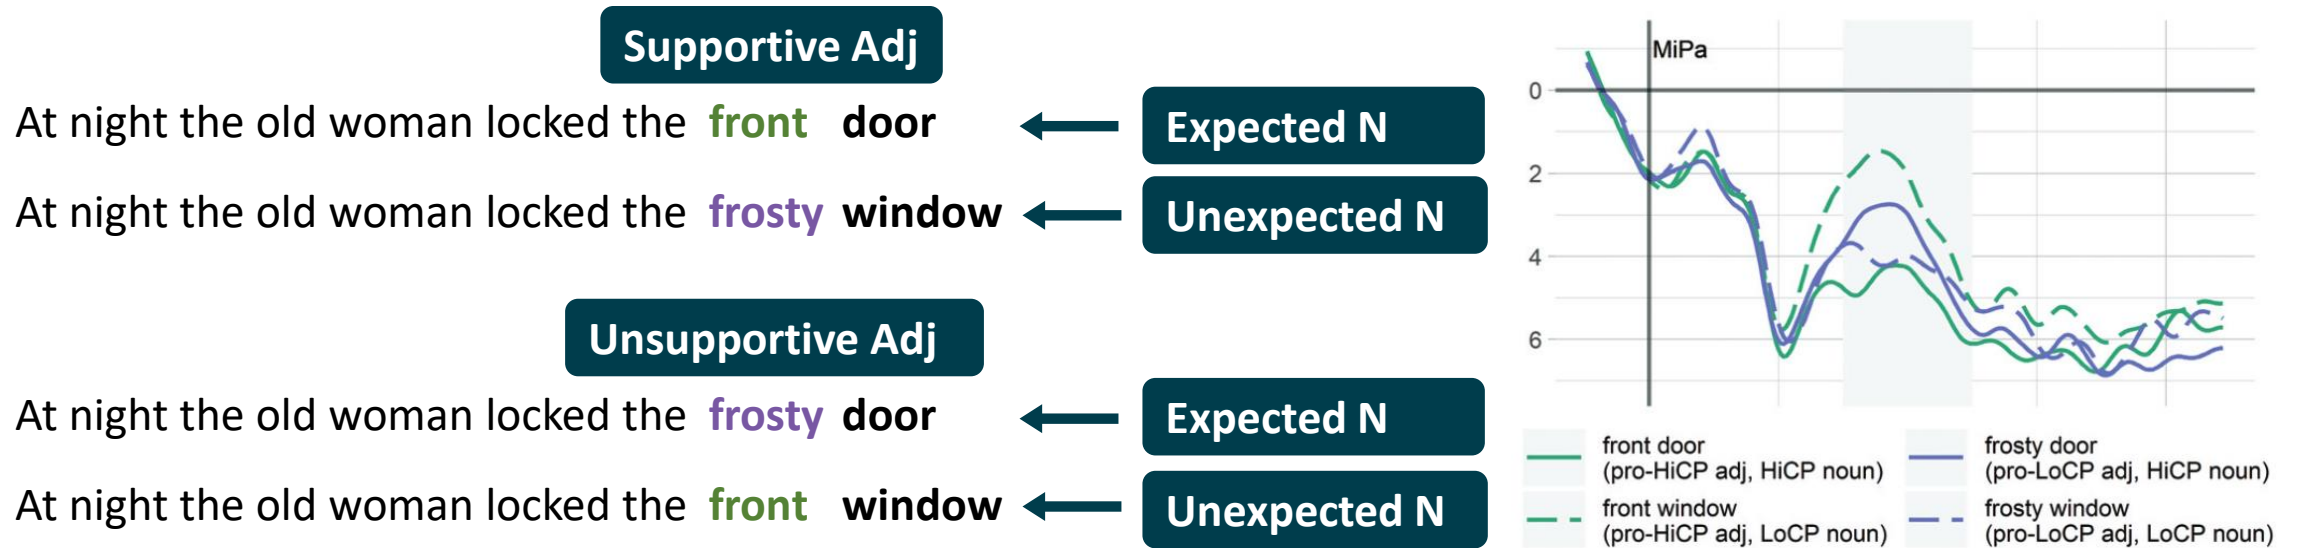 Supportive Adj
At night the old woman locked the front door
Expected N
At night the old woman locked the frosty window
Unexpected N
Unsupportive Adj
At night the old woman locked the frosty door
Expected N
At night the old woman locked the front window
Unexpected N
MiPa
0
2
4
6
front door
(pro-HiCP adj, HiCP noun)
front window
(pro-HiCP adj, LoCP noun)
frosty door
(pro-LoCP adj, HiCP noun)
frosty window
(pro-LoCP adj, LoCP noun)